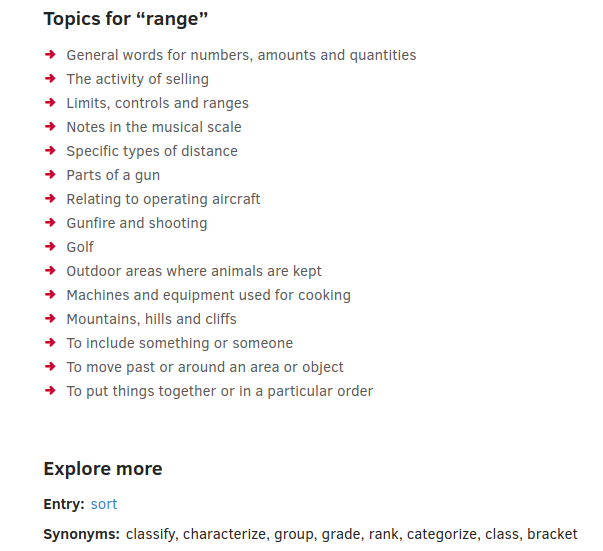 Topics for “range”
General words for numbers, amounts and quantities
The activity of selling
Limits, controls and ranges
Notes in the musical scale
Specific types of distance
Parts of a gun
Relating to operating aircraft
Gunfire and shooting
Golf
Outdoor areas where animals are kept
Machines and equipment used for cooking
Mountains, hills and cliffs
To include something or someone
To move past or around an area or object
To put things together or in a particular order
Explore more
Entry: sort
Synonyms: classify, characterize, group, grade, rank, categorize, class, bracket